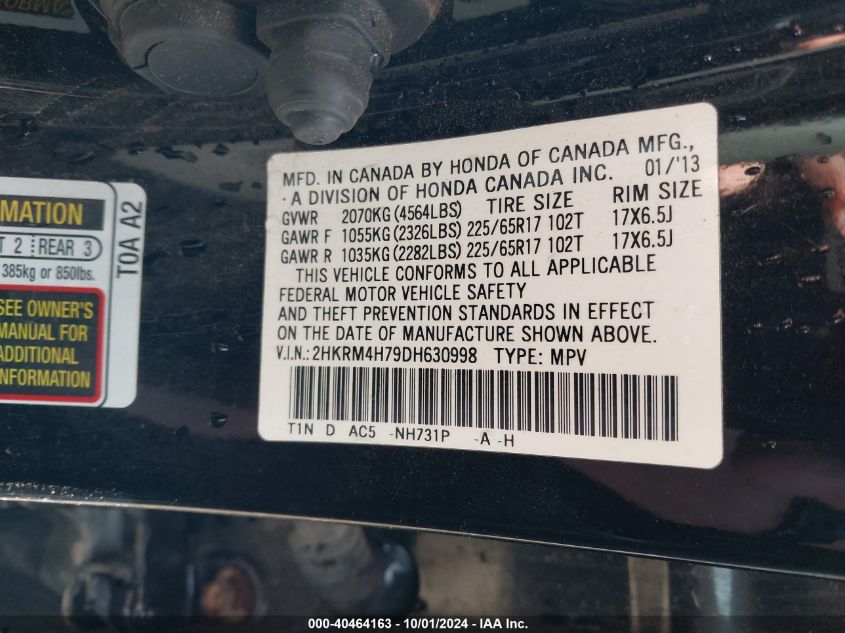 MFD. IN CANADA BY HONDA OF CANADA MFG.,
A DIVISION OF HONDA CANADA INC. 01/'13
GVWR 2070KG (4564LBS) TIRE SIZE RIM SIZE
GAWR F 1055KG (2326LBS) 225/65R17 102T 17X6.5J
GAWR R 1035KG (2282LBS) 225/65R17 102T 17X6.5J
THIS VEHICLE CONFORMS TO ALL APPLICABLE
FEDERAL MOTOR VEHICLE SAFETY
AND THEFT PREVENTION STANDARDS IN EFFECT
ON THE DATE OF MANUFACTURE SHOWN ABOVE.
V.I.N.: 2HKRM4H79DH630998 TYPE: MPV
T1N D AC5 -NH731P -A -H
MATION
T 2 REAR 3
385kg or 850lbs.
SEE OWNER'S
MANUAL FOR
ADDITIONAL
INFORMATION
T0A A2
000-40464163 - 10/01/2024 - IAA Inc.